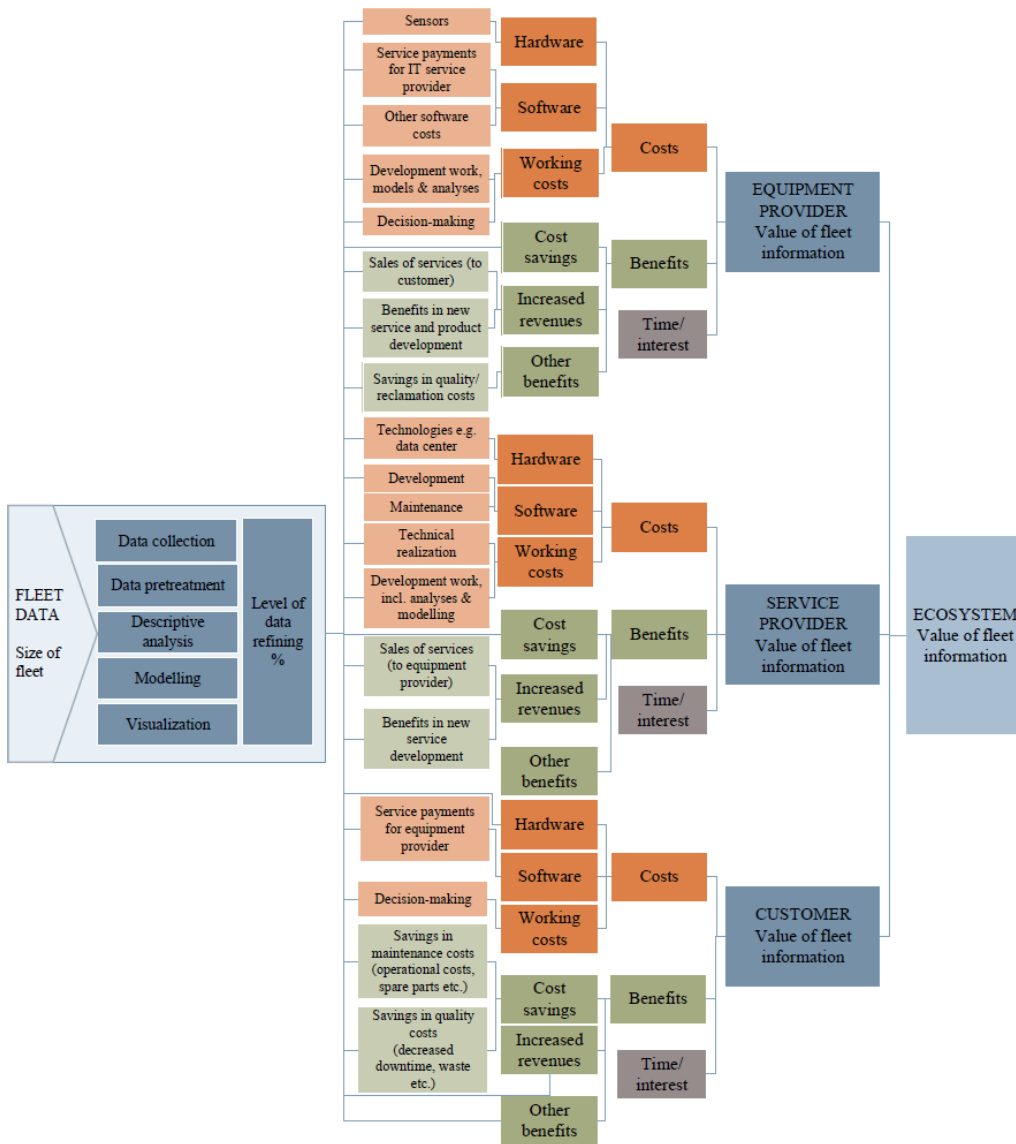 FLEET
DATA
Size of
fleet
Data collection
Data pretreatment
Descriptive
analysis
Modelling
Visualization
Level of
data
refining
%
Sensors
Service payments
for IT service
provider
Other software
costs
Development work,
models & analyses
Decision-making
Sales of services (to
customer)
Benefits in new
service and product
development
Savings in quality/
reclamation costs
Hardware
Software
Working
costs
Cost
savings
Increased
revenues
Other
benefits
Costs
Benefits
Time/
interest
EQUIPMENT
PROVIDER
Value of fleet
information
Technologies e.g.
data center
Development
Maintenance
Technical
realization
Development work,
incl. analyses &
modelling
Sales of services
(to equipment
provider)
Benefits in new
service
development
Hardware
Software
Working
costs
Cost
savings
Increased
revenues
Other
benefits
Costs
Benefits
Time/
interest
SERVICE
PROVIDER
Value of fleet
information
Service payments
for equipment
provider
Decision-making
Savings in
maintenance costs
(operational costs,
spare parts etc.)
Savings in quality
costs
(decreased
downtime, waste
etc.)
Hardware
Software
Working
costs
Cost
savings
Increased
revenues
Other
benefits
Costs
Benefits
Time/
interest
CUSTOMER
Value of fleet
information
ECOSYSTEM
Value of fleet
information